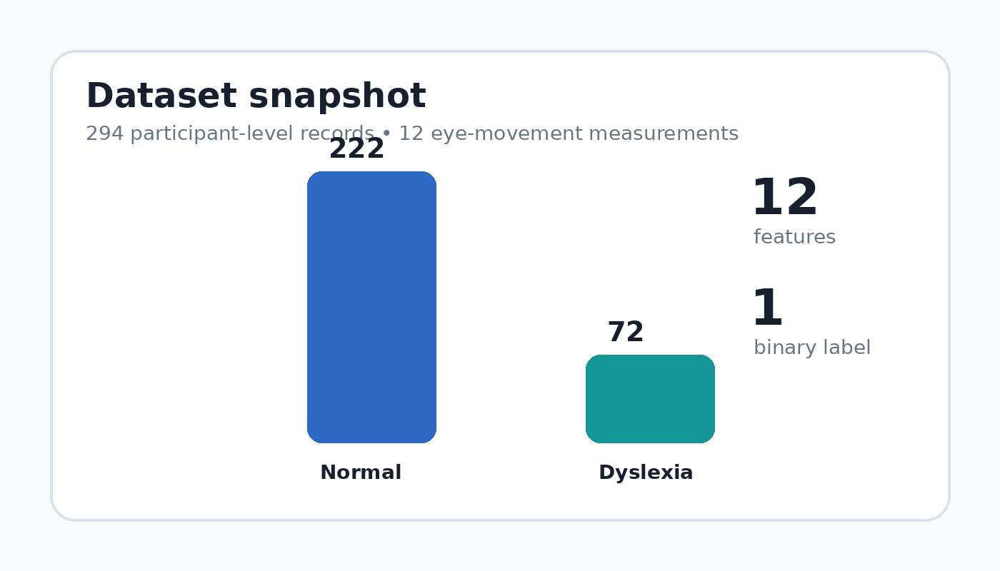 Dataset snapshot
294 participant-level records • 12 eye-movement measurements
222
12
features
1
binary label
72
Normal
Dyslexia